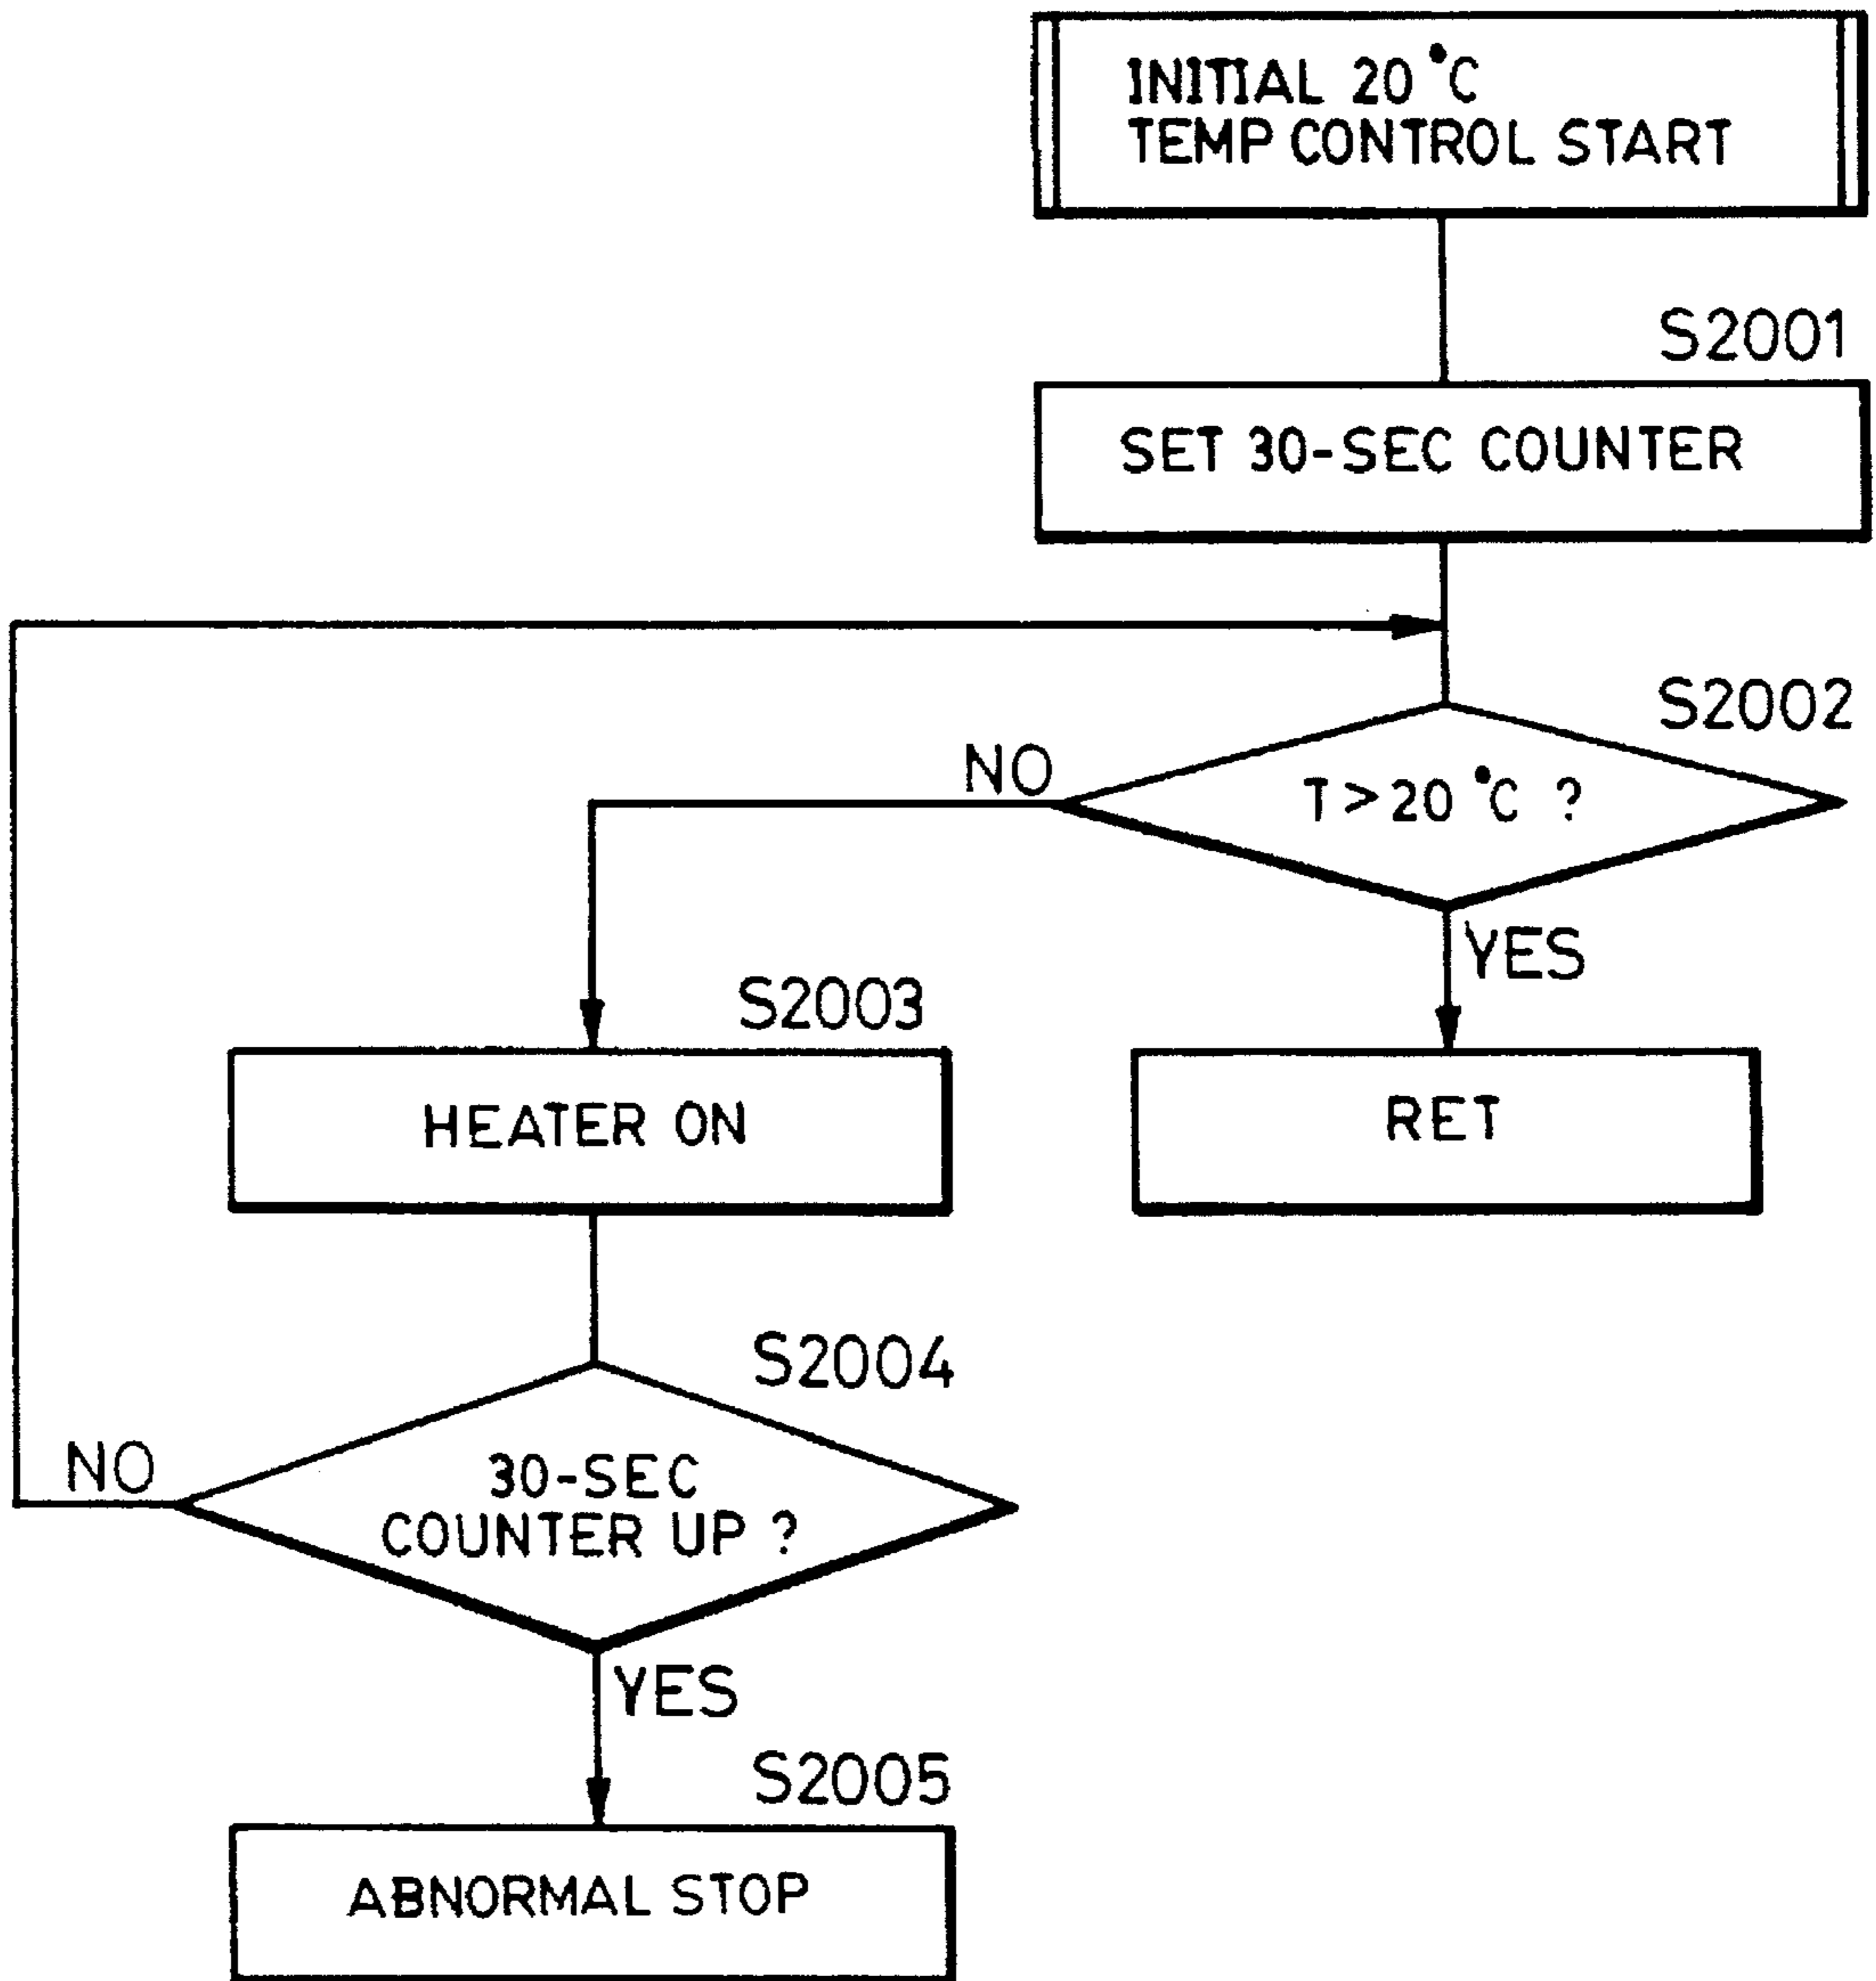 INITIAL 20 °C
TEMP CONTROL START
S2001
SET 30-SEC COUNTER
S2002
NO
T > 20 °C ?
YES
S2003
HEATER ON
RET
S2004
NO
30-SEC
COUNTER UP ?
YES
S2005
ABNORMAL STOP